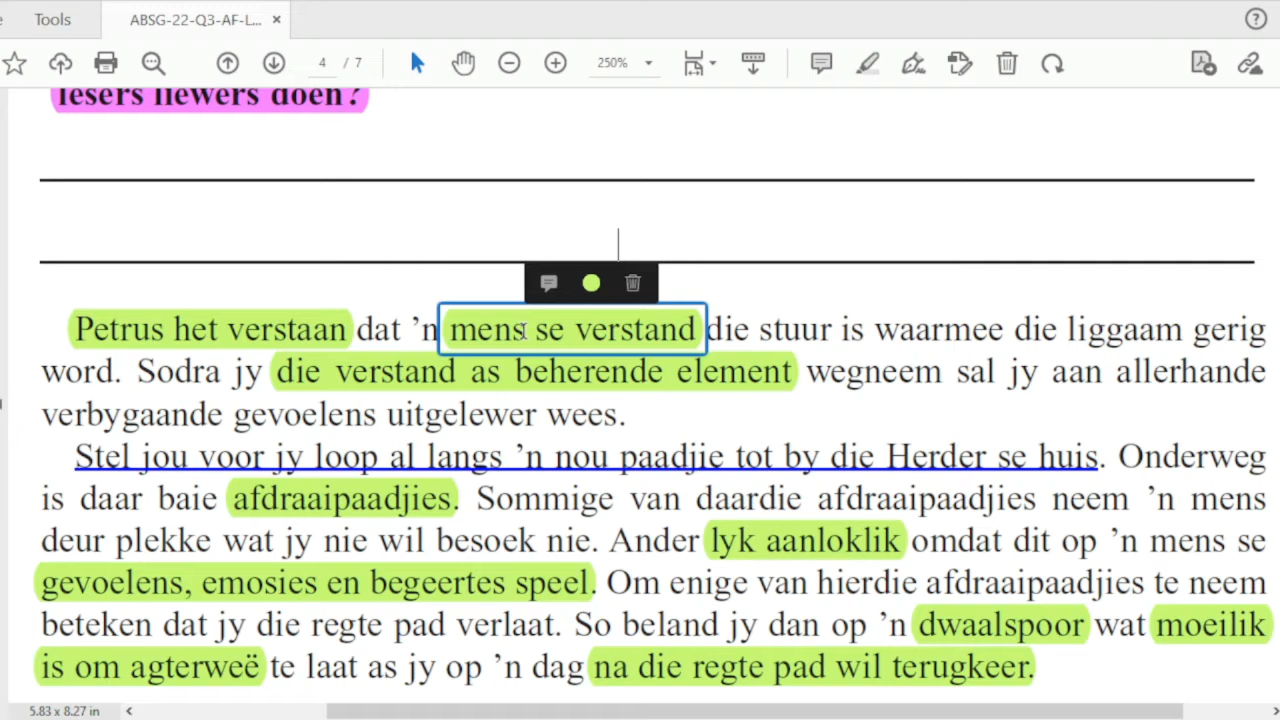 Tools
ABSG-22-Q3-AF-L... ×
4 / 7
250%
lesers liewers doen?
Petrus het verstaan dat ’n mens se verstand die stuur is waarmee die liggaam gerig
word. Sodra jy die verstand as beherende element wegneem sal jy aan allerhande
verbygaande gevoelens uitgelewer wees.
Stel jou voor jy loop al langs ’n nou paadjie tot by die Herder se huis. Onderweg
is daar baie afdraaipaadjies. Sommige van daardie afdraaipaadjies neem ’n mens
deur plekke wat jy nie wil besoek nie. Ander lyk aanloklik omdat dit op ’n mens se
gevoelens, emosies en begeertes speel. Om enige van hierdie afdraaipaadjies te neem
beteken dat jy die regte pad verlaat. So beland jy dan op ’n dwaalspoor wat moeilik
is om agterweë te laat as jy op ’n dag na die regte pad wil terugkeer.
5.83 x 8.27 in